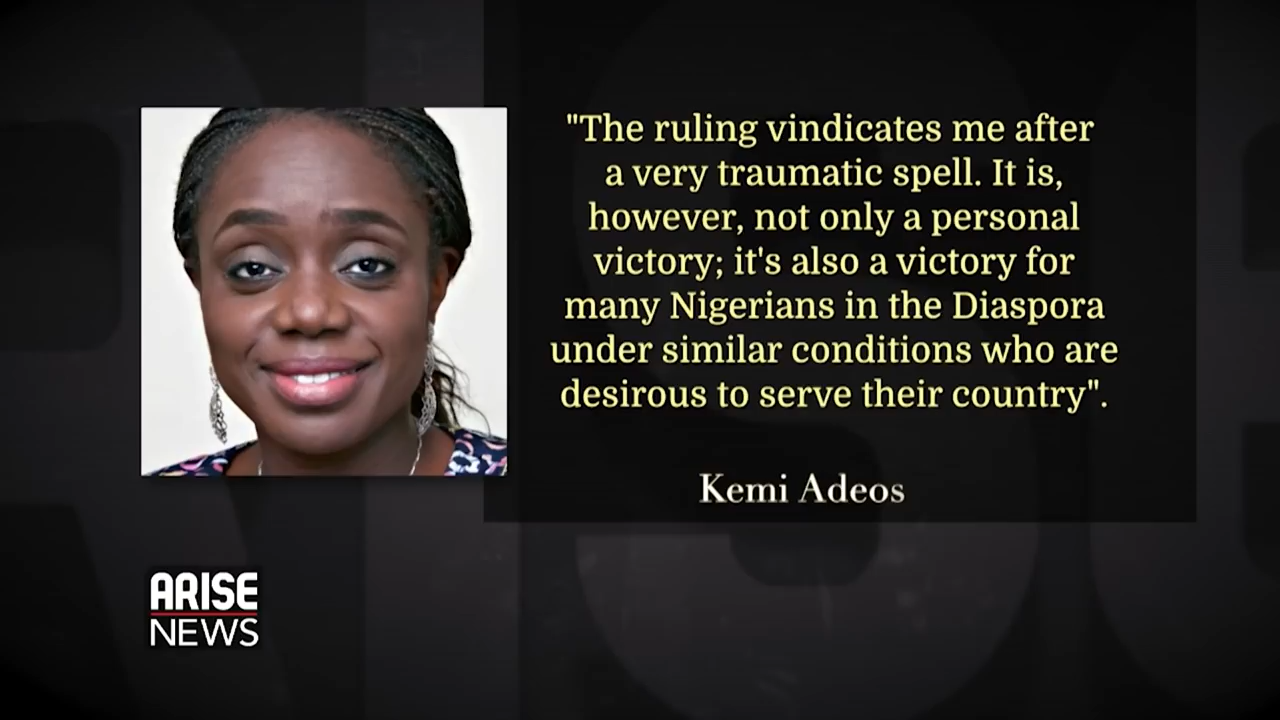 "The ruling vindicates me after
a very traumatic spell. It is,
however, not only a personal
victory; it's also a victory for
many Nigerians in the Diaspora
under similar conditions who are
desirous to serve their country".
Kemi Adeos
ARISE
NEWS